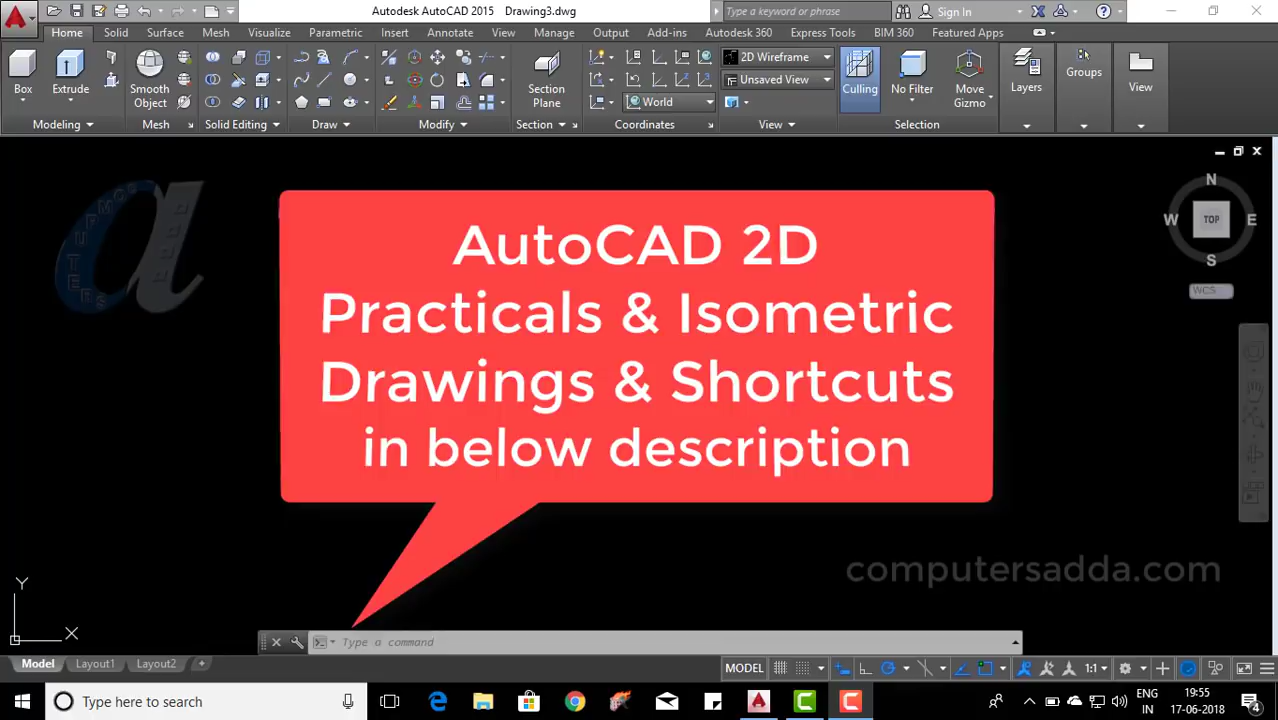 Autodesk AutoCAD 2015 Drawing3.dwg
Type a keyword or phrase
Sign In
Home Solid Surface Mesh Visualize Parametric Insert Annotate View Manage Output Add-ins Autodesk 360 Express Tools BIM 360 Featured Apps
Box
Extrude
Smooth
Object
Section
Plane
2D Wireframe
Unsaved View
World
Culling
No Filter
Move
Gizmo
Layers
Groups
View
Modeling Mesh Solid Editing Draw Modify Section Coordinates View Selection
N
W TOP E
S
WCS
AutoCAD 2D
Practicals & Isometric
Drawings & Shortcuts
in below description
computersadda.com
Y
X
Type a command
Model Layout1 Layout2 +
MODEL 1:1
Type here to search
ENG
IN
19:55
17-06-2018
4